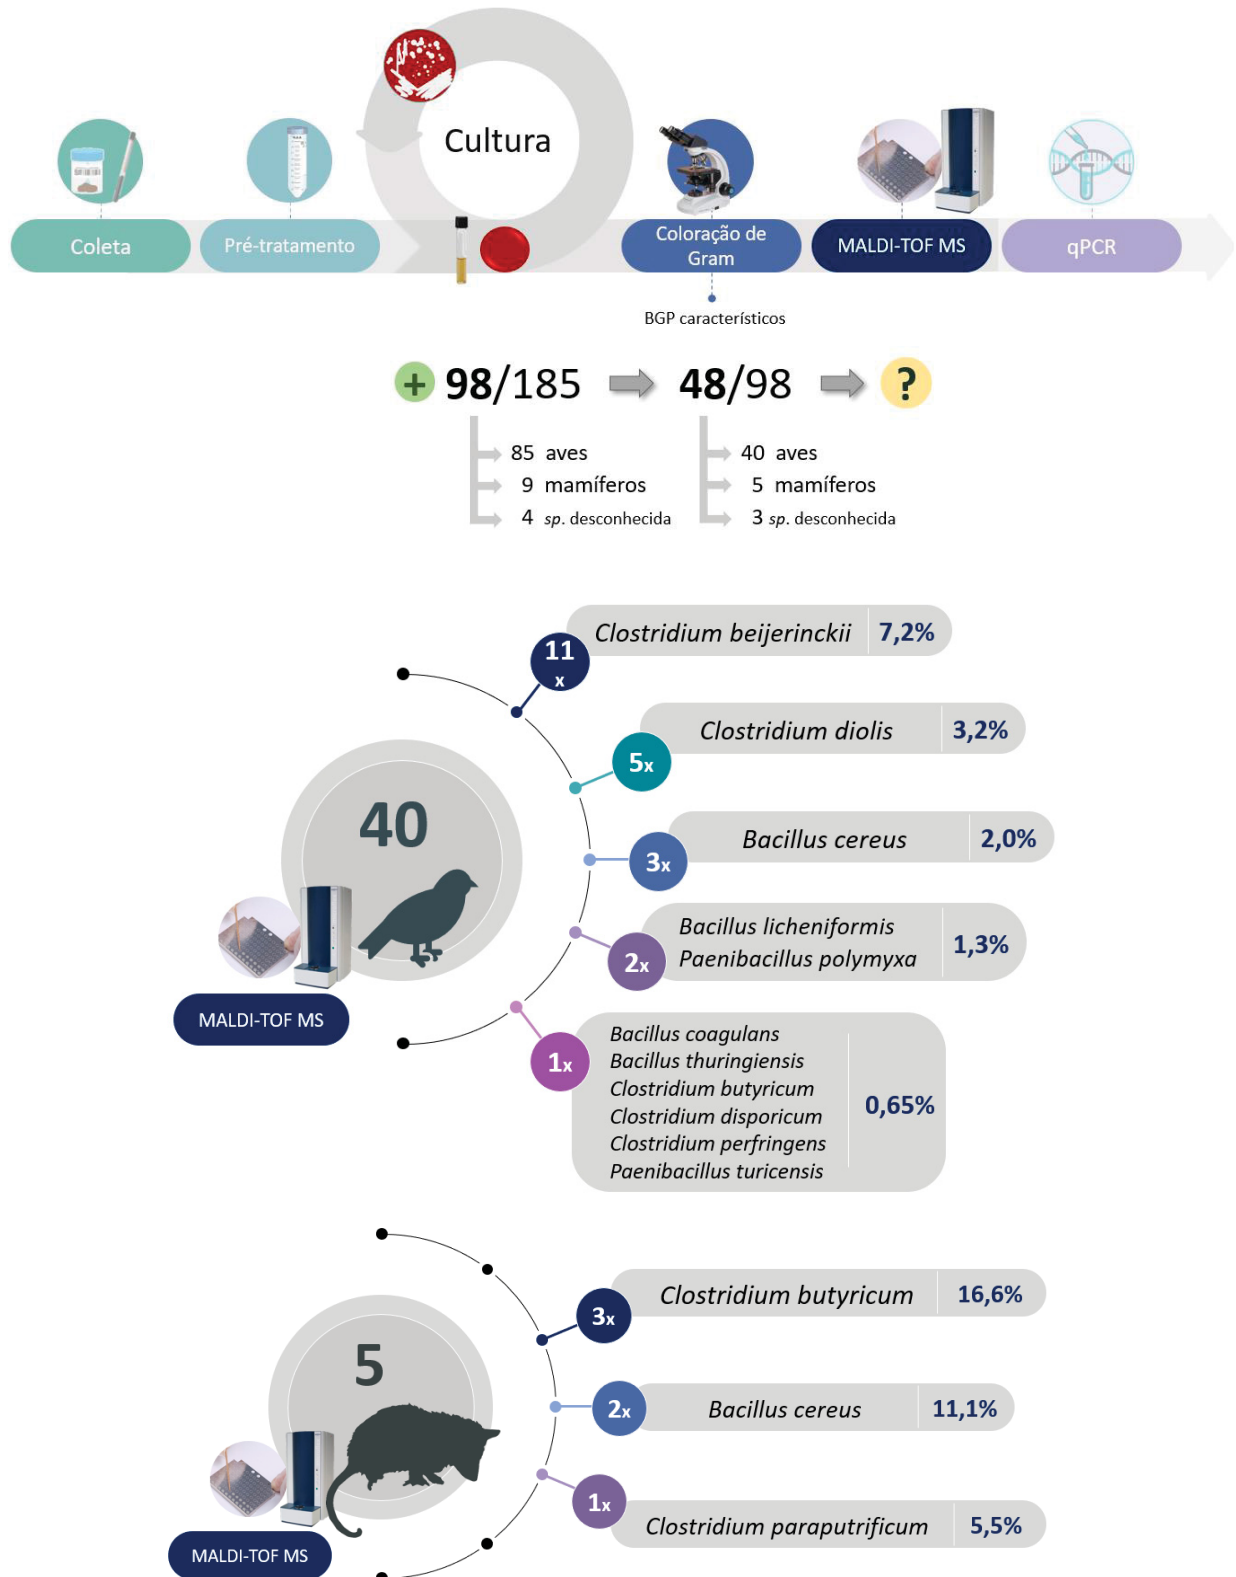 Cultura
Coleta
Pré-tratamento
Coloração de
Gram
MALDI-TOF MS
qPCR
BGP característicos
+ 98/185
48/98
?
85 aves
9 mamíferos
4 sp. desconhecida
40 aves
5 mamíferos
3 sp. desconhecida
11
x
Clostridium beijerinckii 7,2%
5x
Clostridium diolis 3,2%
40
3x
Bacillus cereus 2,0%
2x
Bacillus licheniformis
Paenibacillus polymyxa
1,3%
MALDI-TOF MS
1x
Bacillus coagulans
Bacillus thuringiensis
Clostridium butyricum
Clostridium disporicum
Clostridium perfringens
Paenibacillus turicensis
0,65%
3x
Clostridium butyricum 16,6%
5
2x
Bacillus cereus 11,1%
1x
Clostridium paraputrificum 5,5%
MALDI-TOF MS